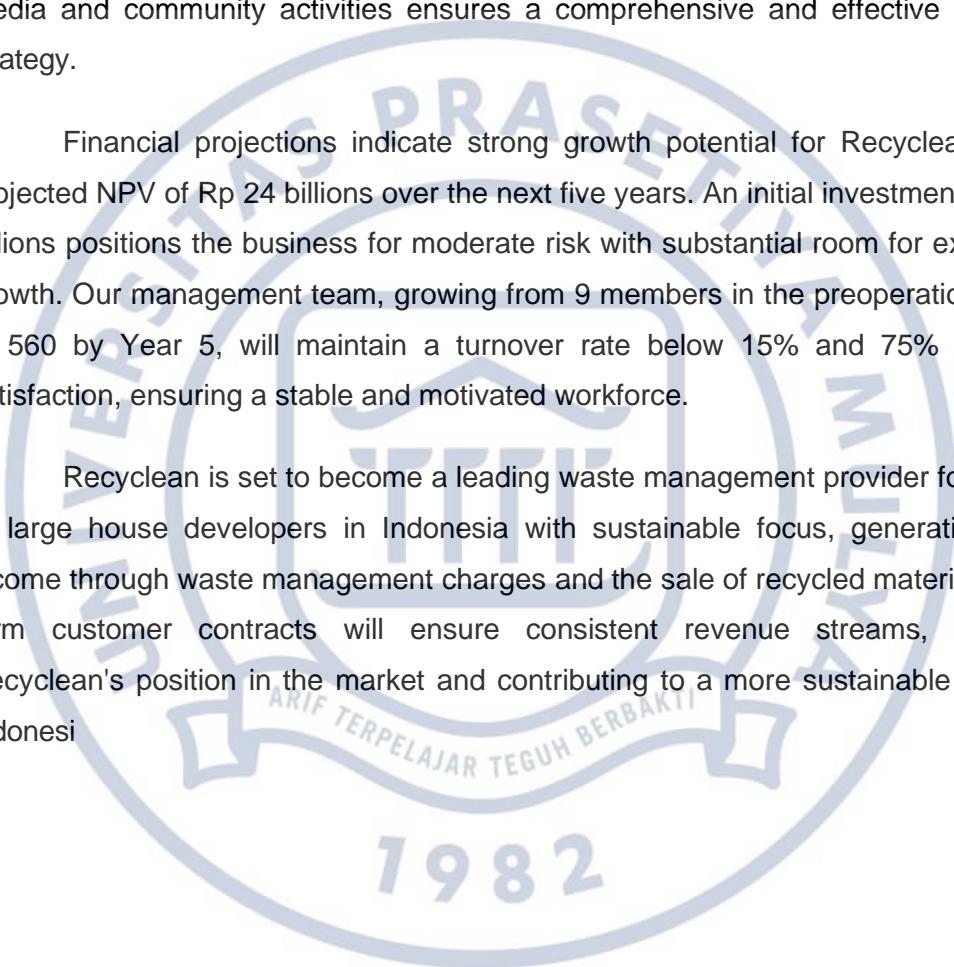 edia and community activities ensures a comprehensive and effective
ategy.
Financial projections indicate strong growth potential for Recyclea
ojected NPV of Rp 24 billions over the next five years. An initial investmen
lions positions the business for moderate risk with substantial room for ex
owth. Our management team, growing from 9 members in the preoperatio
560 by Year 5, will maintain a turnover rate below 15% and 75%
tisfaction, ensuring a stable and motivated workforce.
Recyclean is set to become a leading waste management provider fo
large house developers in Indonesia with sustainable focus, generati
come through waste management charges and the sale of recycled materi
rm customer contracts will ensure consistent revenue streams,
ecyclean's position in the market and contributing to a more sustainable
donesi
UNIVERSITAS PRASETIYA MULYA
ARIF TERPELAJAR TEGUH BERBAKTI
1982